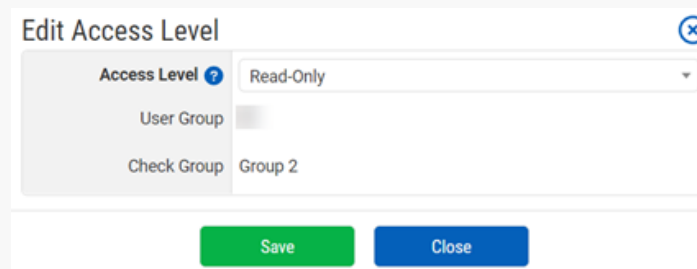 Edit Access Level
Access Level ? Read-Only
User Group
Check Group Group 2
Save Close